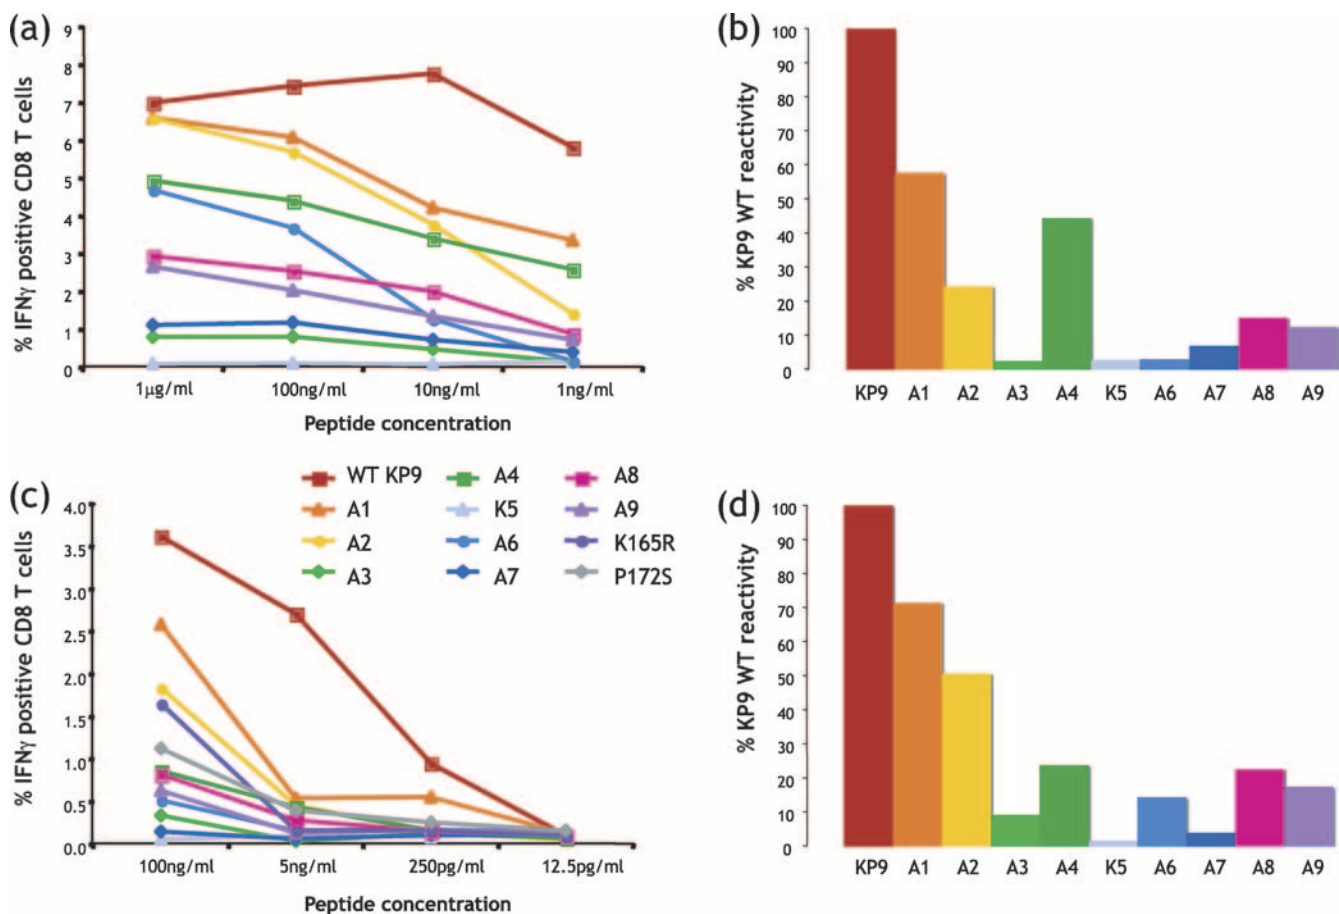 (a)
% IFNγ positive CD8 T cells
9
8
7
6
5
4
3
2
1
0
1µg/ml 100ng/ml 10ng/ml 1ng/ml
Peptide concentration
(b)
% KP9 WT reactivity
100
90
80
70
60
50
40
30
20
10
0
KP9 A1 A2 A3 A4 K5 A6 A7 A8 A9
(c)
% IFNγ positive CD8 T cells
4.0
3.5
3.0
2.5
2.0
1.5
1.0
0.5
0.0
100ng/ml 5ng/ml 250pg/ml 12.5pg/ml
Peptide concentration
WT KP9 A4 A8
A1 K5 A9
A2 A6 K165R
A3 A7 P172S
(d)
% KP9 WT reactivity
100
90
80
70
60
50
40
30
20
10
0
KP9 A1 A2 A3 A4 K5 A6 A7 A8 A9